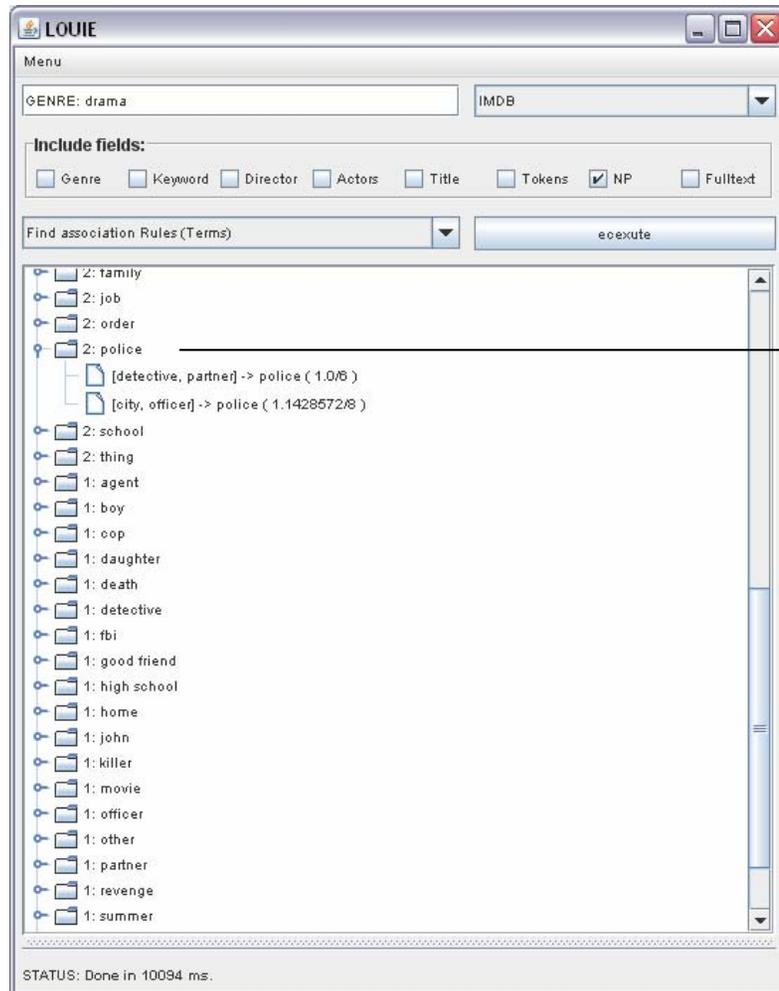 LOUIE
Menu
GENRE: drama IMDB
Include fields:
Genre Keyword Director Actors Title Tokens NP Fulltext
Find association Rules (Terms) ecexute
2: family
2: job
2: order
2: police
[detective, partner] -> police ( 1.0/6 )
[city, officer] -> police ( 1.1428572/8 )
2: school
2: thing
1: agent
1: boy
1: cop
1: daughter
1: death
1: detective
1: fbi
1: good friend
1: high school
1: home
1: john
1: killer
1: movie
1: officer
1: other
1: partner
1: revenge
1: summer
STATUS: Done in 10094 ms.